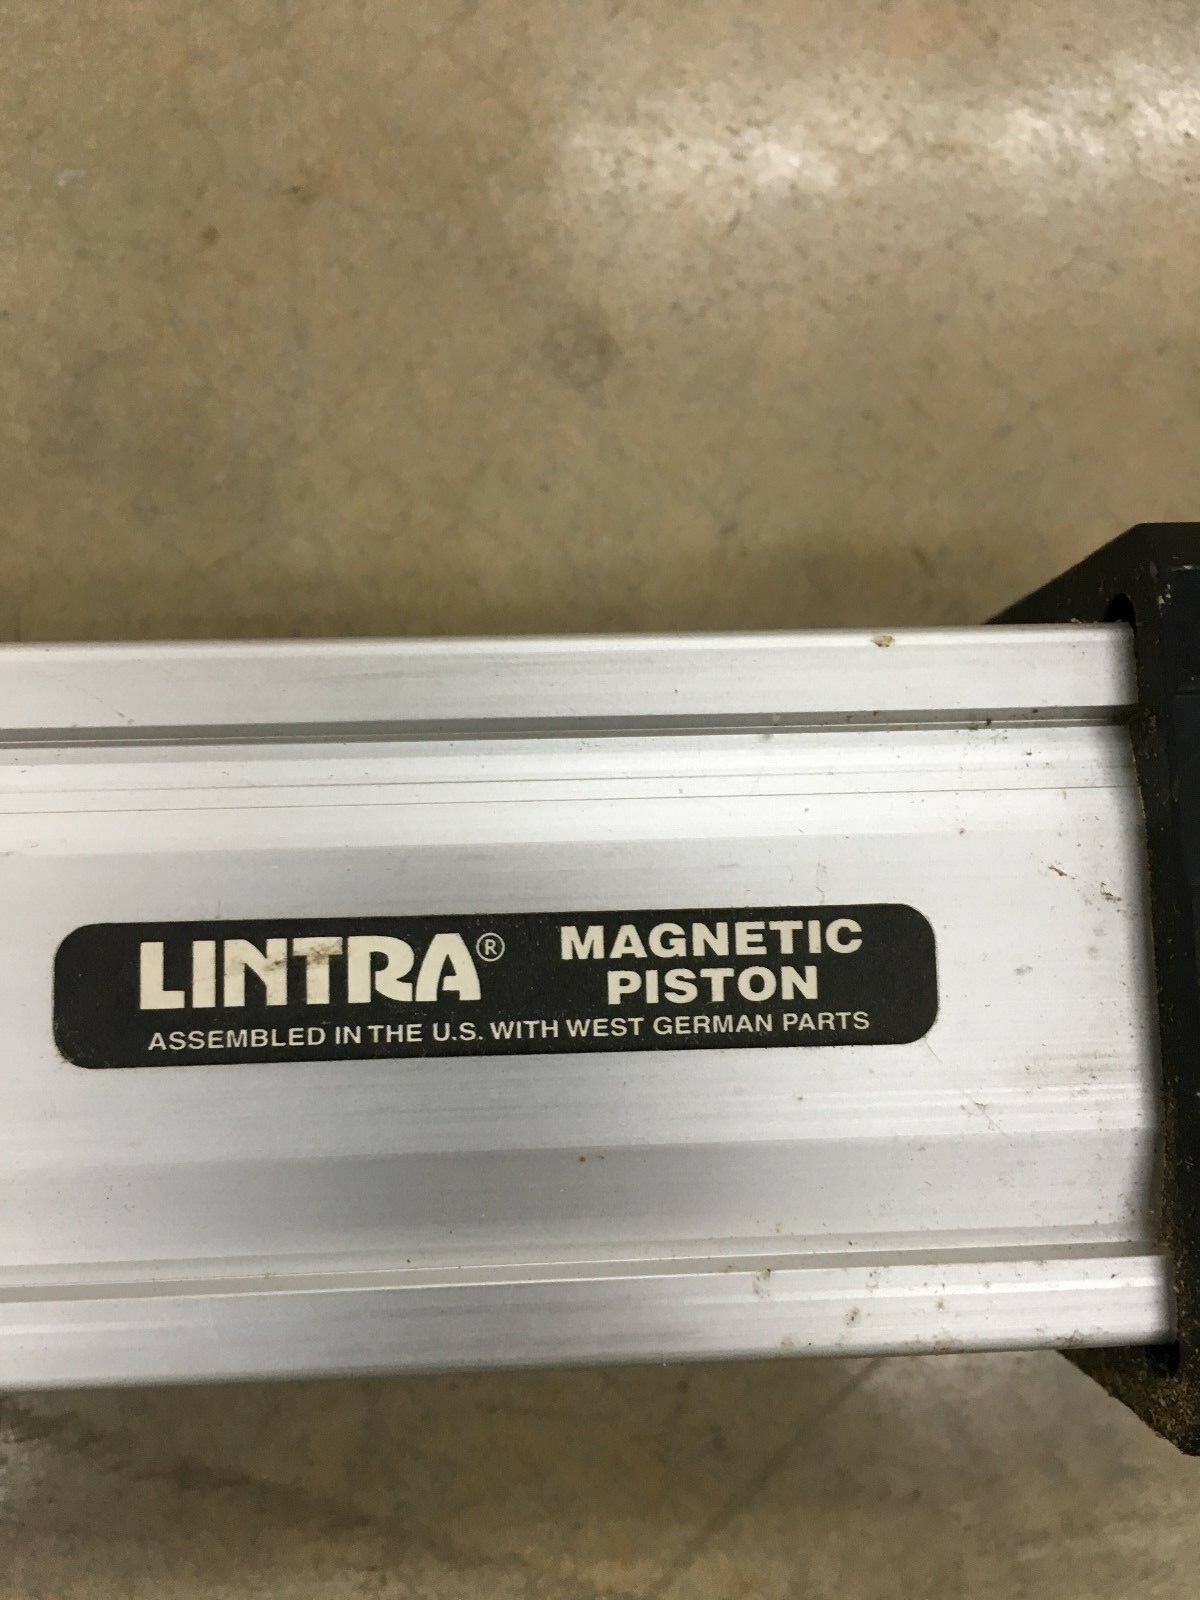 LINTRA® MAGNETIC
PISTON
ASSEMBLED IN THE U.S. WITH WEST GERMAN PARTS